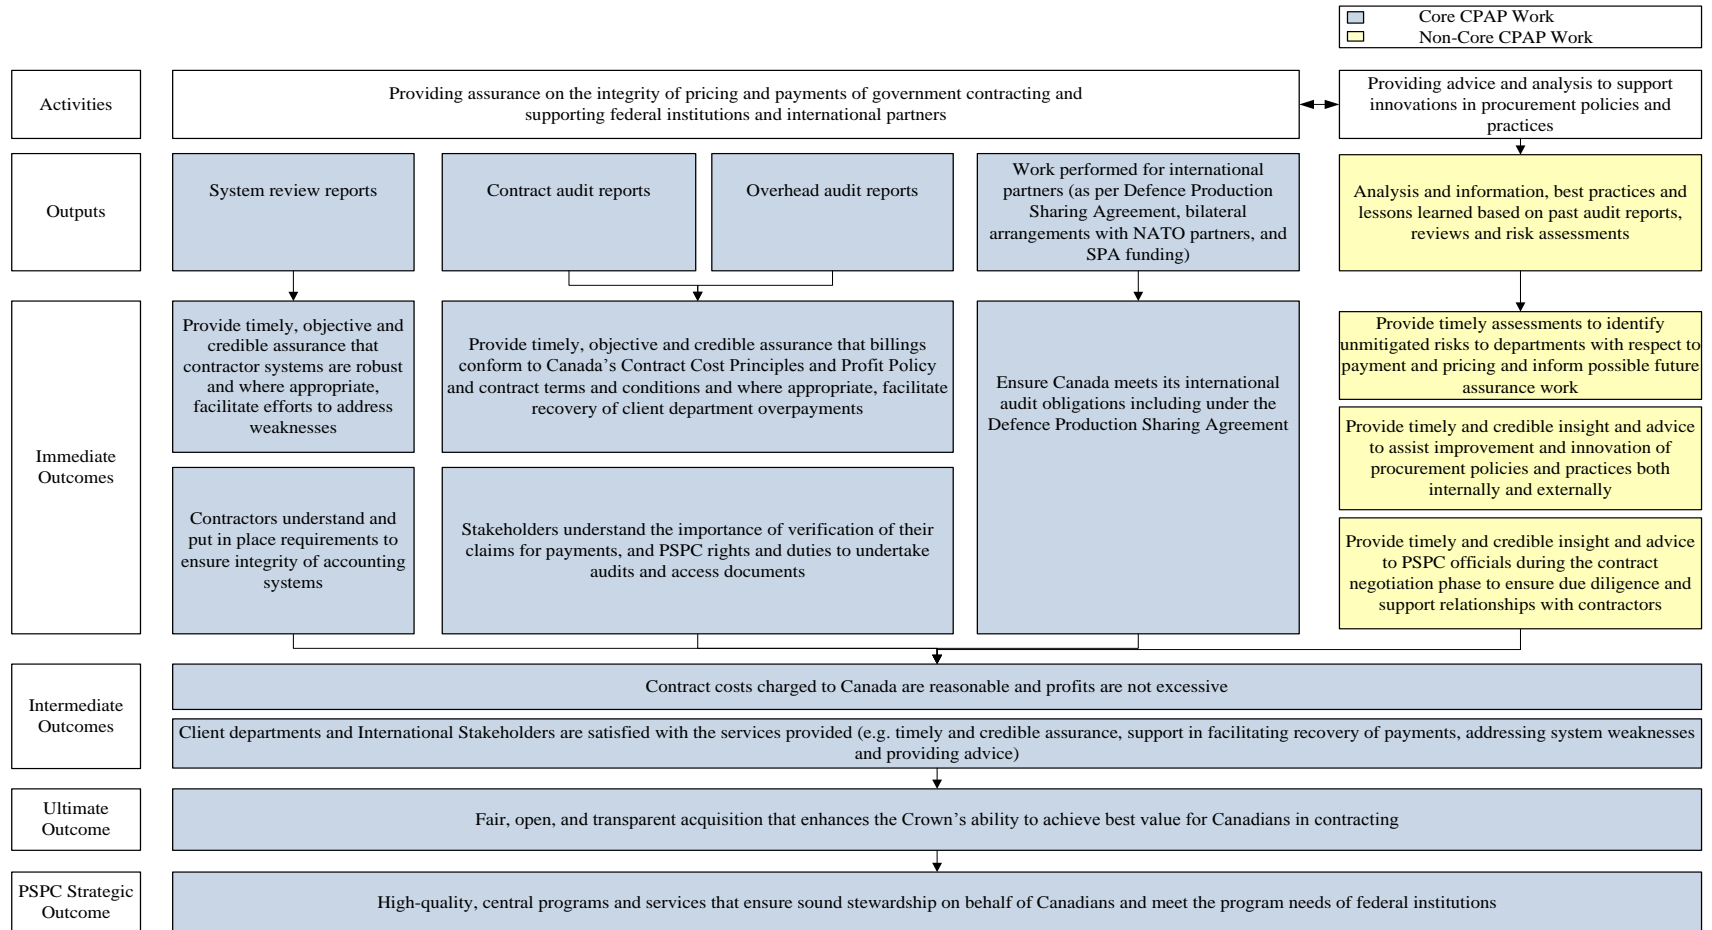 Core CPAP Work
Non-Core CPAP Work
Activities
Providing assurance on the integrity of pricing and payments of government contracting and
supporting federal institutions and international partners
Providing advice and analysis to support
innovations in procurement policies and
practices
Outputs
System review reports
Contract audit reports
Overhead audit reports
Work performed for international
partners (as per Defence Production
Sharing Agreement, bilateral
arrangements with NATO partners, and
SPA funding)
Analysis and information, best practices and
lessons learned based on past audit reports,
reviews and risk assessments
Immediate
Outcomes
Provide timely, objective and
credible assurance that
contractor systems are robust
and where appropriate,
facilitate efforts to address
weaknesses
Provide timely, objective and credible assurance that billings
conform to Canada's Contract Cost Principles and Profit Policy
and contract terms and conditions and where appropriate, facilitate
recovery of client department overpayments
Ensure Canada meets its international
audit obligations including under the
Defence Production Sharing Agreement
Provide timely assessments to identify
unmitigated risks to departments with respect to
payment and pricing and inform possible future
assurance work
Provide timely and credible insight and advice
to assist improvement and innovation of
procurement policies and practices both
internally and externally
Contractors understand and
put in place requirements to
ensure integrity of accounting
systems
Stakeholders understand the importance of verification of their
claims for payments, and PSPC rights and duties to undertake
audits and access documents
Provide timely and credible insight and advice
to PSPC officials during the contract
negotiation phase to ensure due diligence and
support relationships with contractors
Intermediate
Outcomes
Contract costs charged to Canada are reasonable and profits are not excessive
Client departments and International Stakeholders are satisfied with the services provided (e.g. timely and credible assurance, support in facilitating recovery of payments, addressing system weaknesses
and providing advice)
Ultimate
Outcome
Fair, open, and transparent acquisition that enhances the Crown's ability to achieve best value for Canadians in contracting
PSPC Strategic
Outcome
High-quality, central programs and services that ensure sound stewardship on behalf of Canadians and meet the program needs of federal institutions